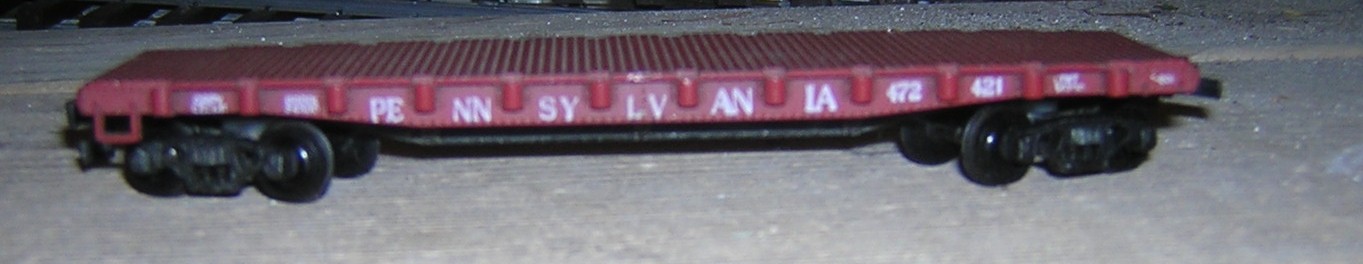 PE NN SY LV AN IA 472 421